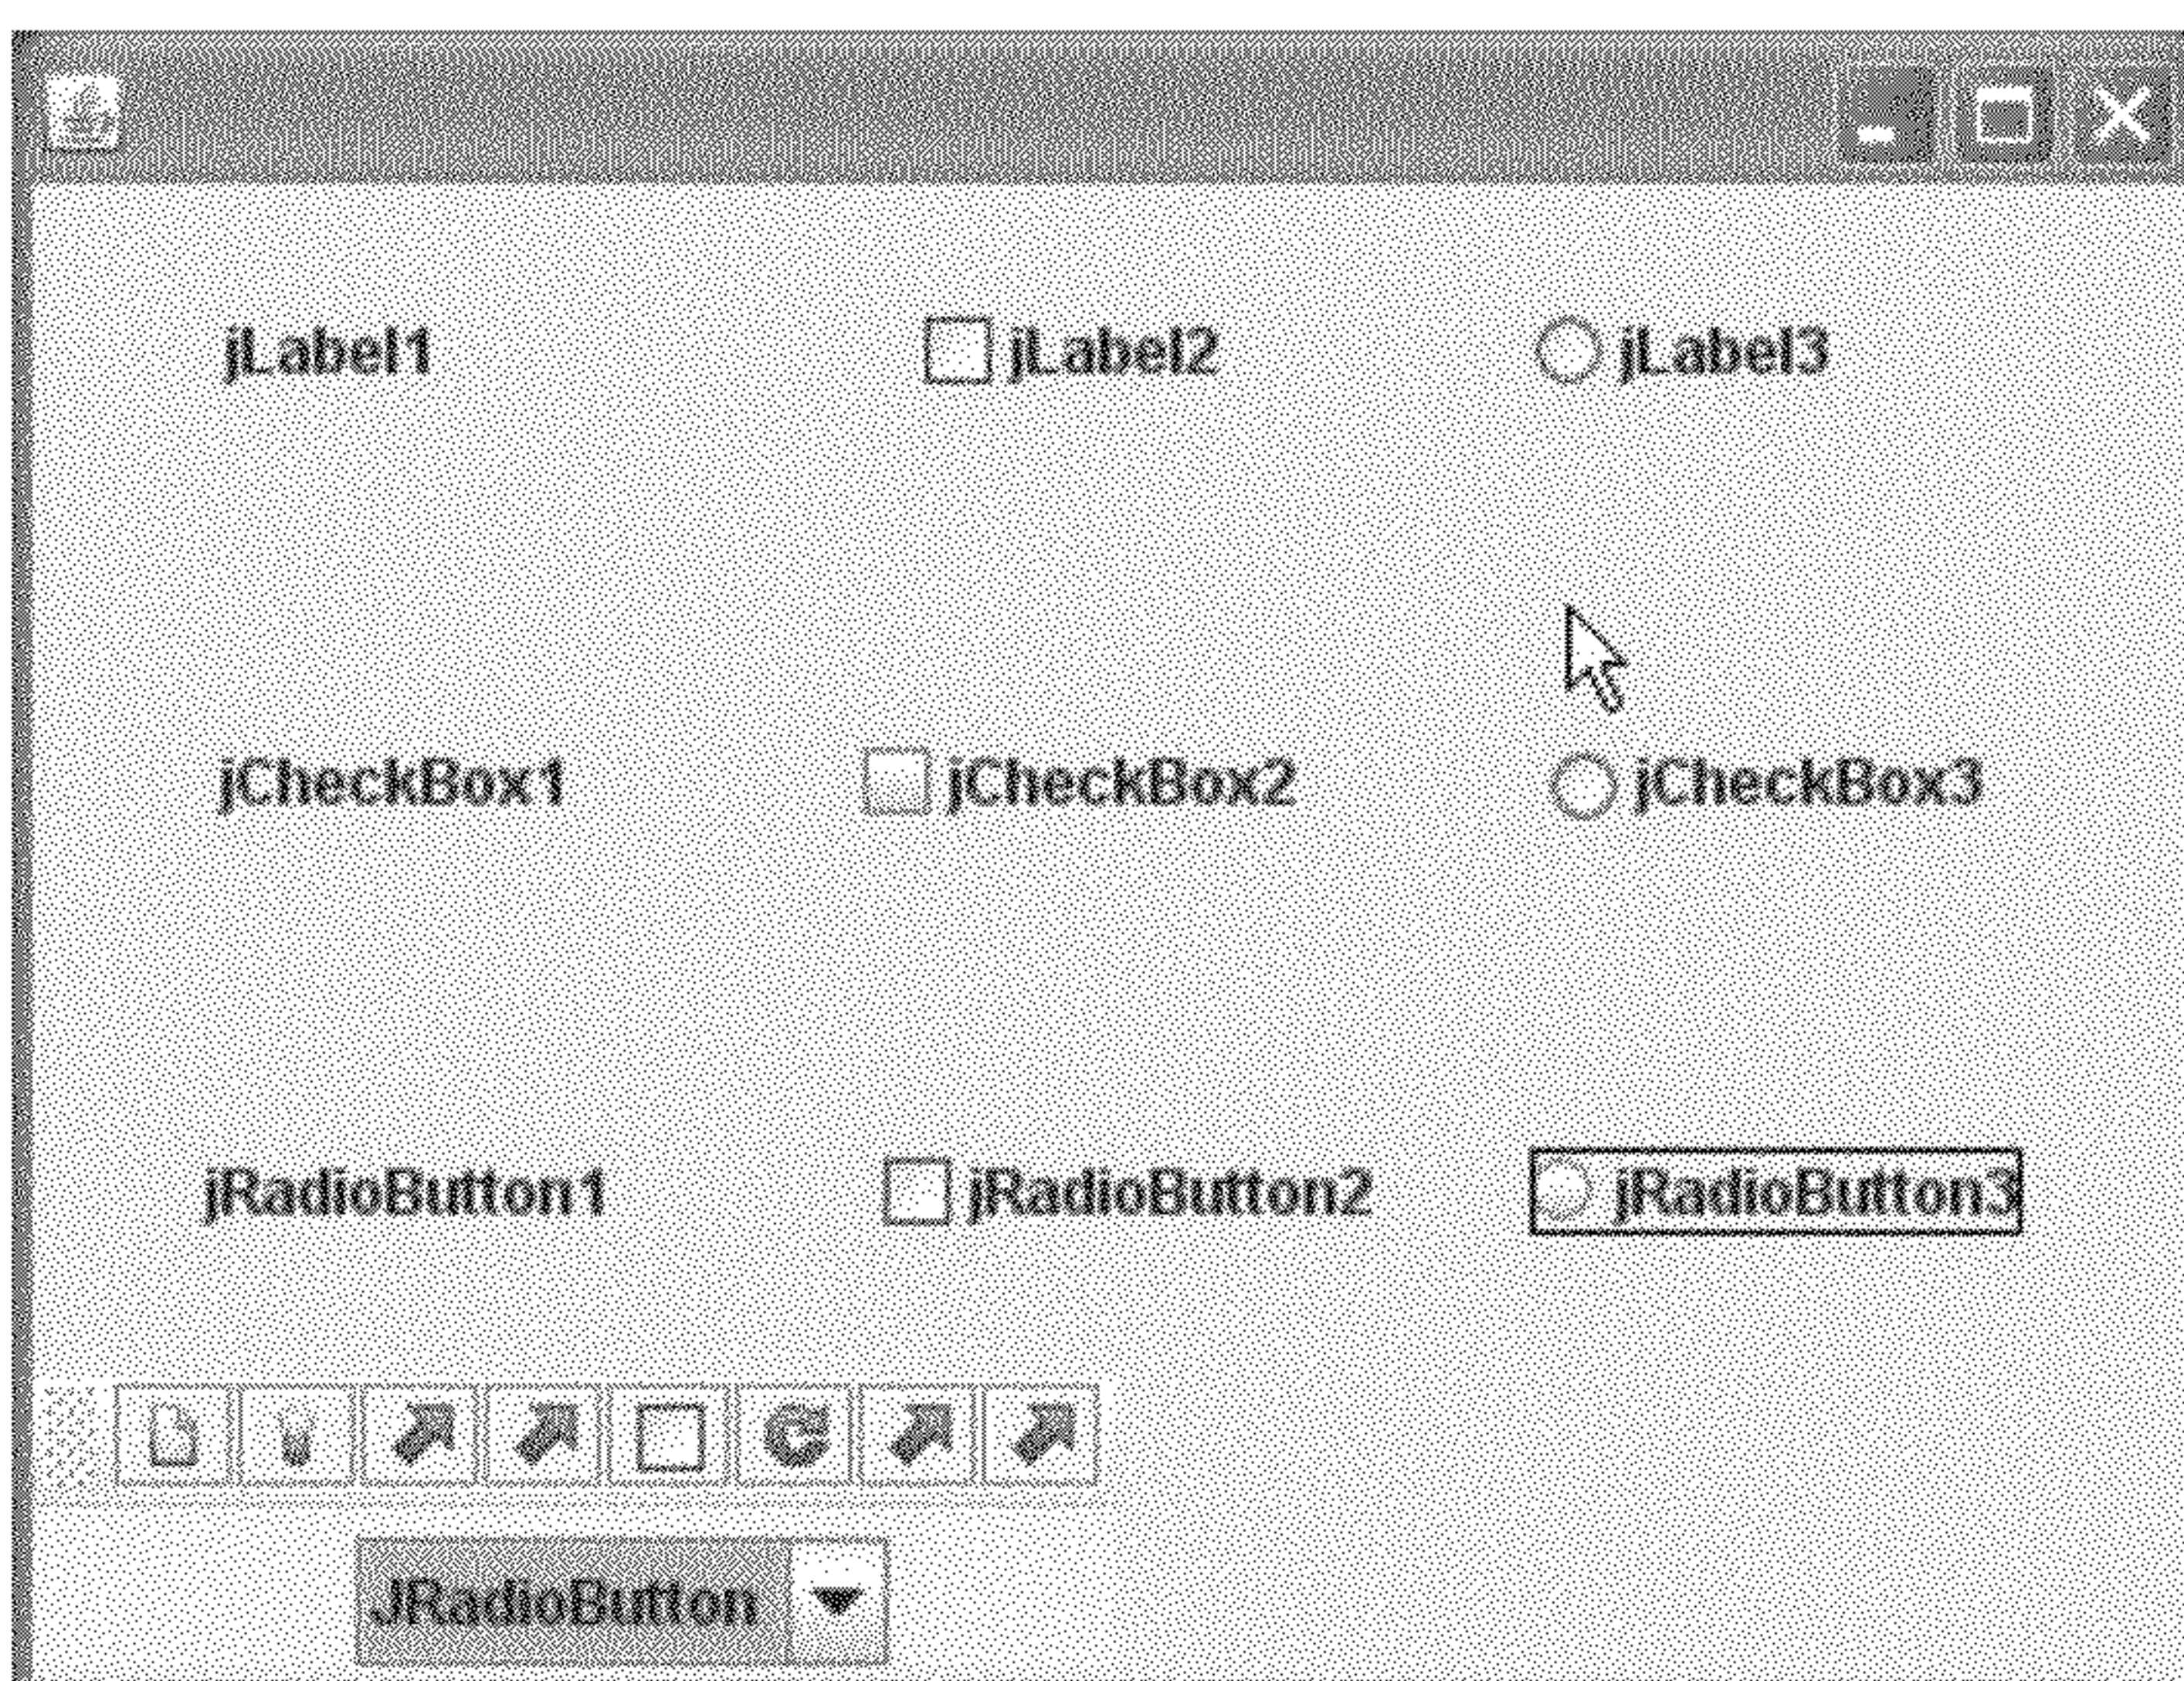 jLabel1 jLabel2 jLabel3
jCheckBox1 jCheckBox2 jCheckBox3
jRadioButton1 jRadioButton2 jRadioButton3
JRadioButton